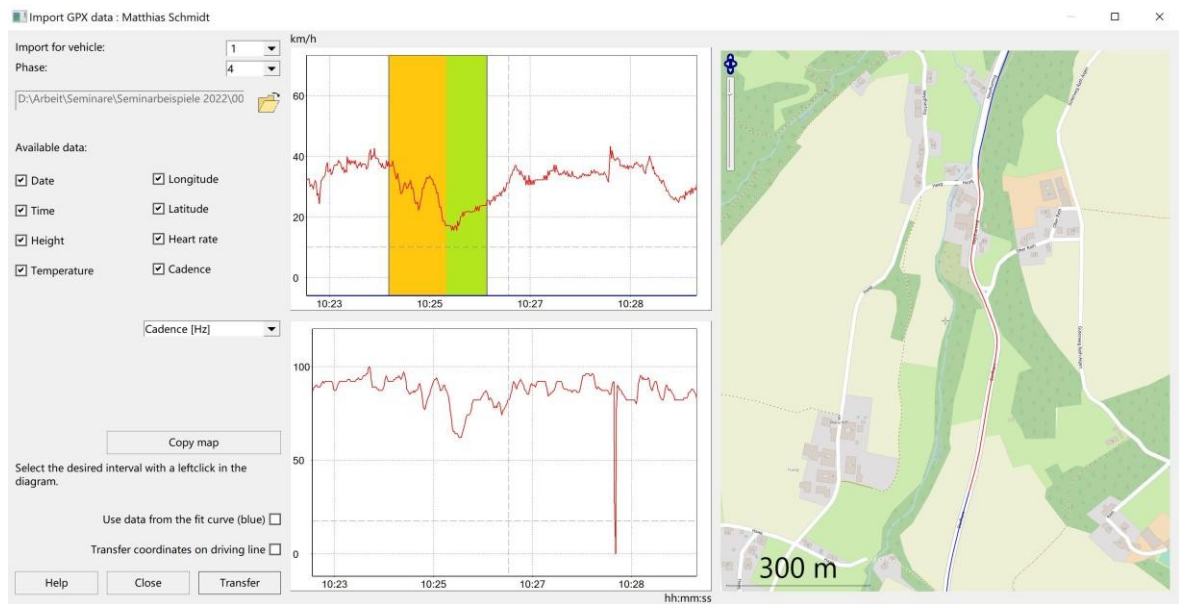 Import GPX data : Matthias Schmidt
Import for vehicle:
1
Phase:
4
D:\Arbeit\Seminare\Seminarbeispiele 2022\00
Available data:
Date
Longitude
Time
Latitude
Height
Heart rate
Temperature
Cadence
Cadence [Hz]
Copy map
Select the desired interval with a leftclick in the
diagram.
Use data from the fit curve (blue)
Transfer coordinates on driving line
Help
Close
Transfer
km/h
60
40
20
0
10:23
10:25
10:27
10:28
100
50
0
10:23
10:25
10:27
10:28
hh:mm:ss
300 m